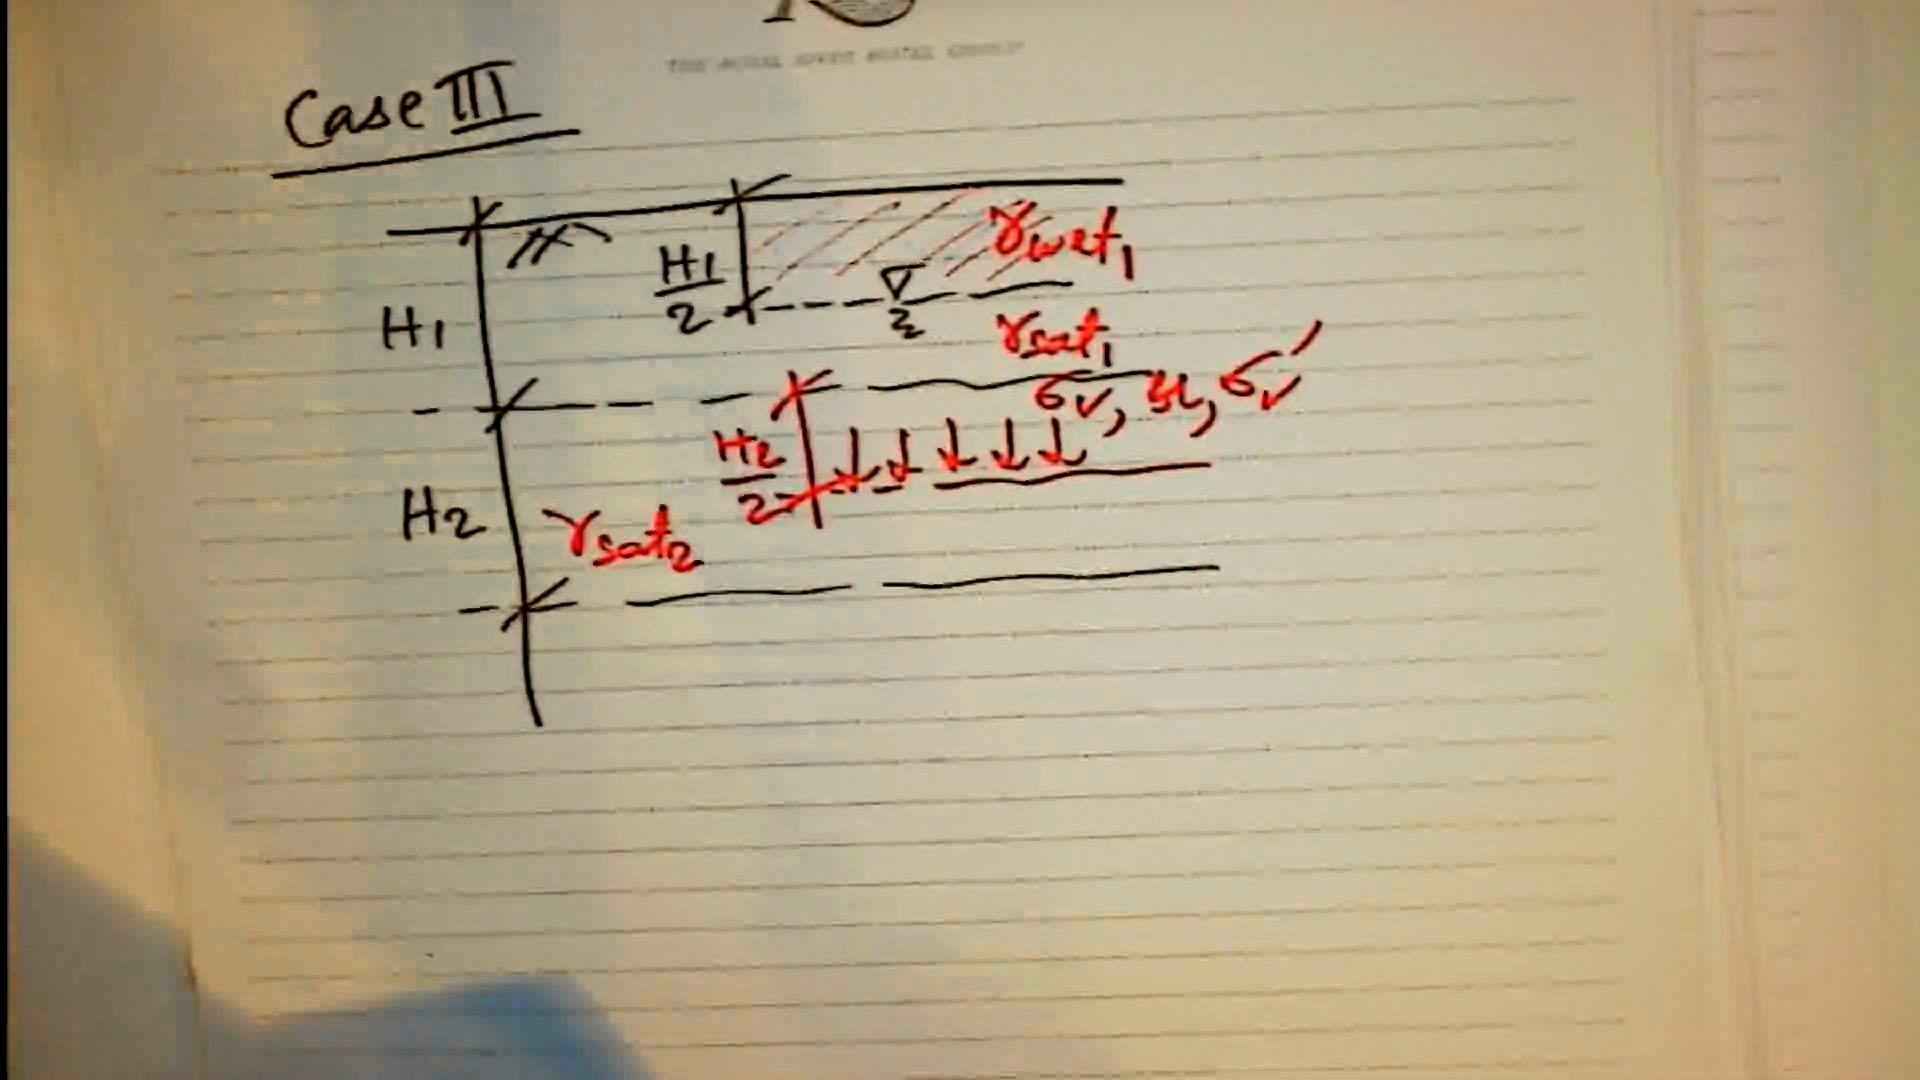 Case III
H1
H1/2
γwet1
γsat1
σv, u, σv'
H2/2
H2
γsat2